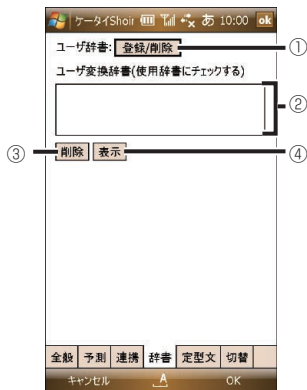 ケータイShoin あ 10:00 ok
ユーザ辞書: 登録/削除 ①
ユーザ変換辞書(使用辞書にチェックする)
②
③ 削除 表示 ④
全般 予測 連携 辞書 定型文 切替
キャンセル A OK